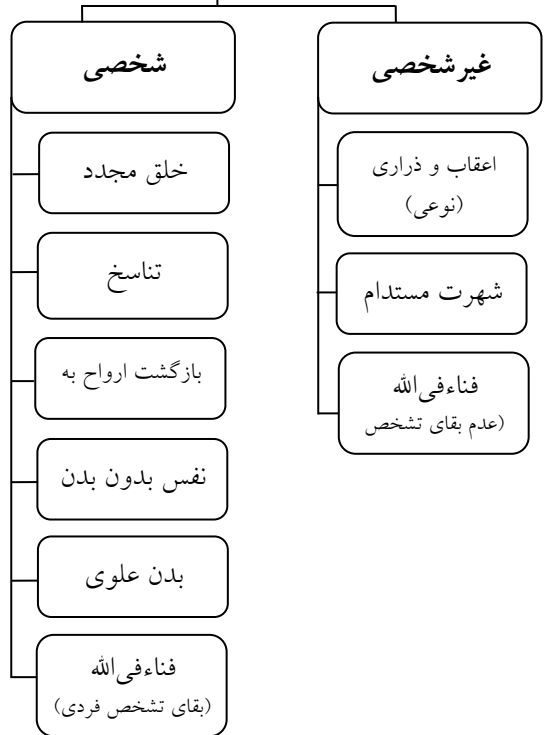 غیرشخصی
اعقاب و ذراری
(نوعی)
شهرت مستدام
فناءفی‌الله
(عدم بقای تشخص
شخصی
خلق مجدد
تناسخ
بازگشت ارواح به
نفس بدون بدن
بدن علوی
فناءفی‌الله
(بقای تشخص فردی)